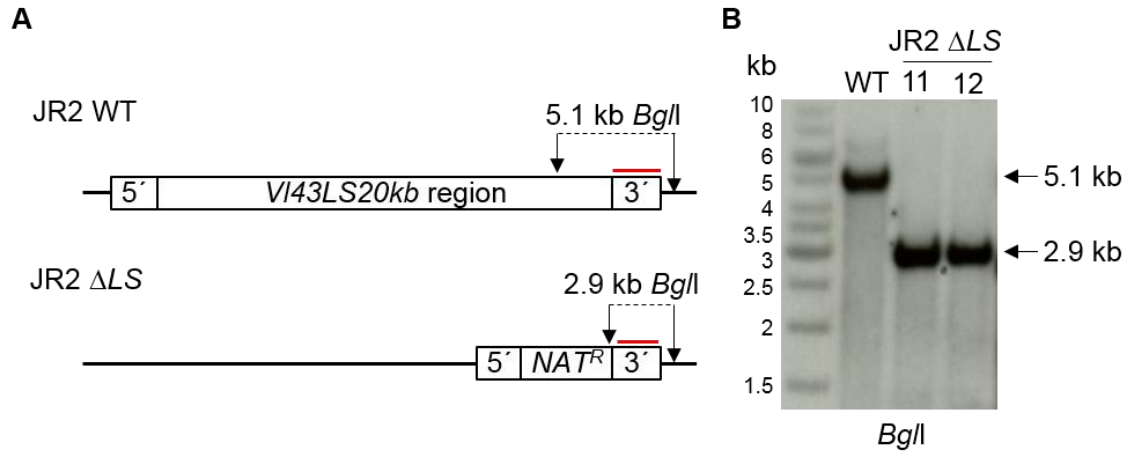 A
JR2 WT
5.1 kb BglI
5´ Vl43LS20kb region 3´
JR2 ΔLS
2.9 kb BglI
5´ NATR 3´
B
JR2 ΔLS
kb
WT 11 12
10
8
6
5
4
3.5
3
2.5
2
1.5
5.1 kb
2.9 kb
BglI